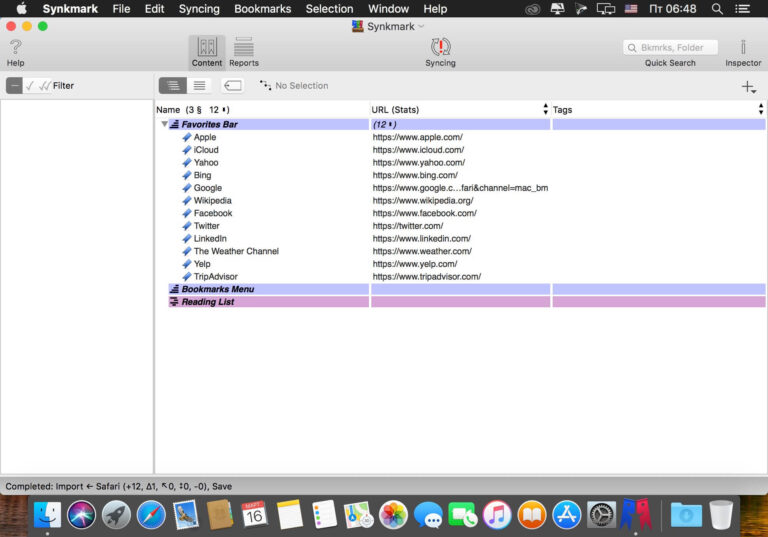 Synkmark File Edit Syncing Bookmarks Selection Window Help Пт 06:48
Synkmark
Help Content Reports Syncing Bkmrks, Folder Quick Search Inspector
Filter No Selection
Name (3 § 12 ) URL (Stats) Tags
Favorites Bar (12 )
Apple https://www.apple.com/
iCloud https://www.icloud.com/
Yahoo https://www.yahoo.com/
Bing https://www.bing.com/
Google https://www.google.c...fari&channel=mac_bm
Wikipedia https://www.wikipedia.org/
Facebook https://www.facebook.com/
Twitter https://twitter.com/
LinkedIn https://www.linkedin.com/
The Weather Channel https://www.weather.com/
Yelp https://www.yelp.com/
TripAdvisor https://www.tripadvisor.com/
Bookmarks Menu
Reading List
Completed: Import ← Safari (+12, Δ1, ↖0, ↕0, -0), Save
МАРТ
16